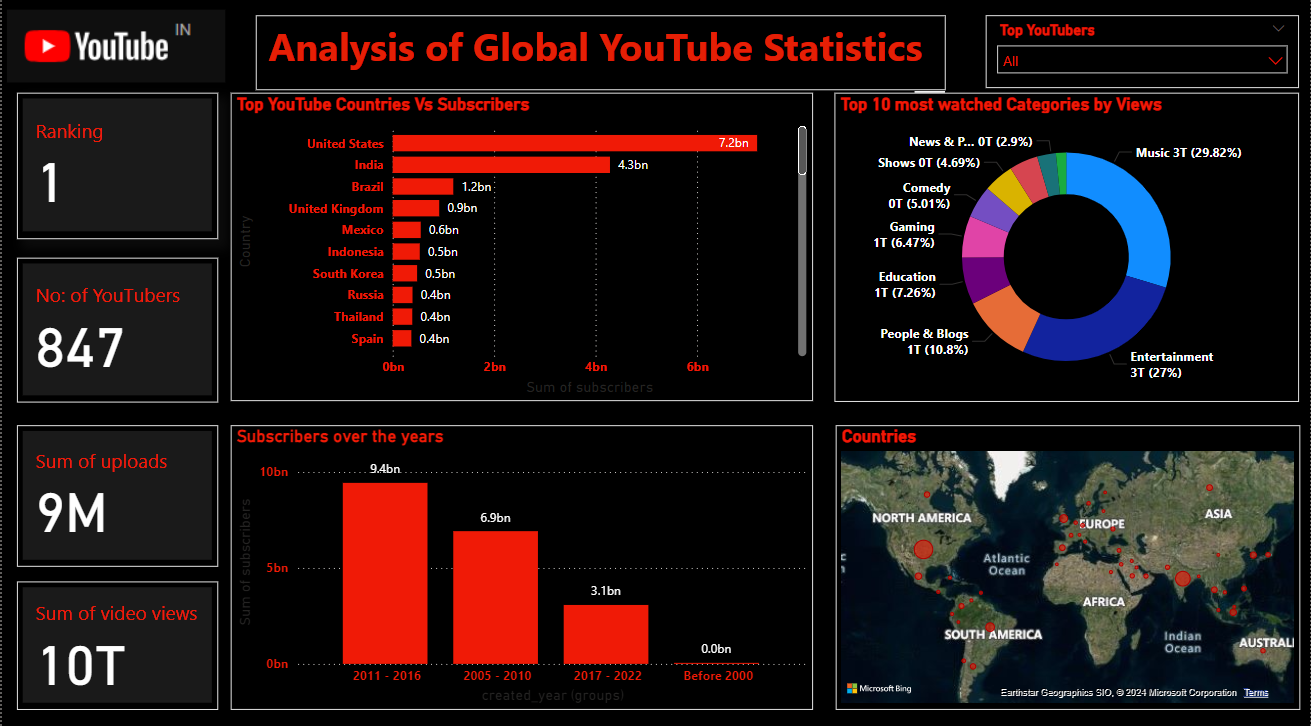 YouTube IN
Analysis of Global YouTube Statistics
Top YouTubers
All
Ranking
1
No: of YouTubers
847
Sum of uploads
9M
Sum of video views
10T
Top YouTube Countries Vs Subscribers
Country
United States 7.2bn
India 4.3bn
Brazil 1.2bn
United Kingdom 0.9bn
Mexico 0.6bn
Indonesia 0.5bn
South Korea 0.5bn
Russia 0.4bn
Thailand 0.4bn
Spain 0.4bn
0bn 2bn 4bn 6bn
Sum of subscribers
Top 10 most watched Categories by Views
News & P... 0T (2.9%)
Music 3T (29.82%)
Shows 0T (4.69%)
Comedy
0T (5.01%)
Gaming
1T (6.47%)
Education
1T (7.26%)
People & Blogs
1T (10.8%)
Entertainment
3T (27%)
Subscribers over the years
Sum of subscribers
10bn
5bn
0bn
9.4bn
6.9bn
3.1bn
0.0bn
2011 - 2016 2005 - 2010 2017 - 2022 Before 2000
created_year (groups)
Countries
NORTH AMERICA
EUROPE
ASIA
Atlantic
Ocean
AFRICA
SOUTH AMERICA
Indian
Ocean
AUSTRALI
Microsoft Bing
Earthstar Geographics SIO, © 2024 Microsoft Corporation Terms